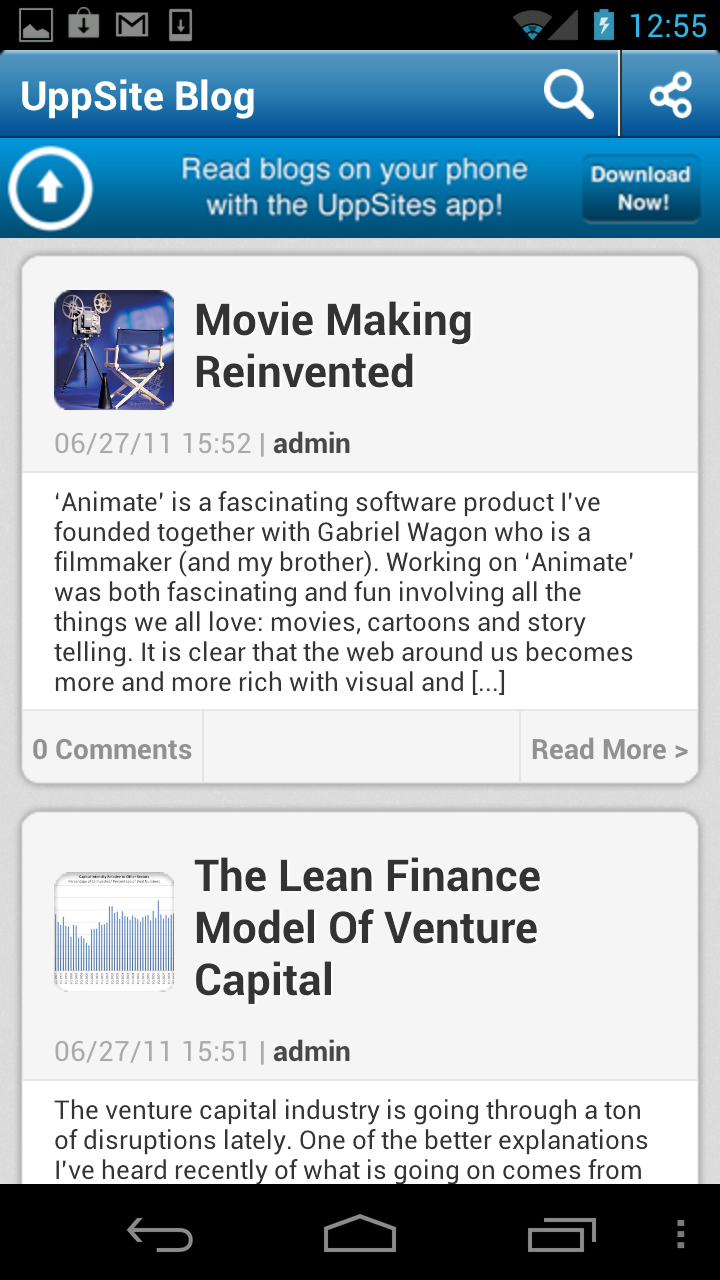 12:55
UppSite Blog
Read blogs on your phone
with the UppSites app!
Download
Now!
Movie Making
Reinvented
06/27/11 15:52 | admin
‘Animate’ is a fascinating software product I’ve
founded together with Gabriel Wagon who is a
filmmaker (and my brother). Working on ‘Animate’
was both fascinating and fun involving all the
things we all love: movies, cartoons and story
telling. It is clear that the web around us becomes
more and more rich with visual and [...]
0 Comments
Read More >
The Lean Finance
Model Of Venture
Capital
06/27/11 15:51 | admin
The venture capital industry is going through a ton
of disruptions lately. One of the better explanations
I’ve heard recently of what is going on comes from